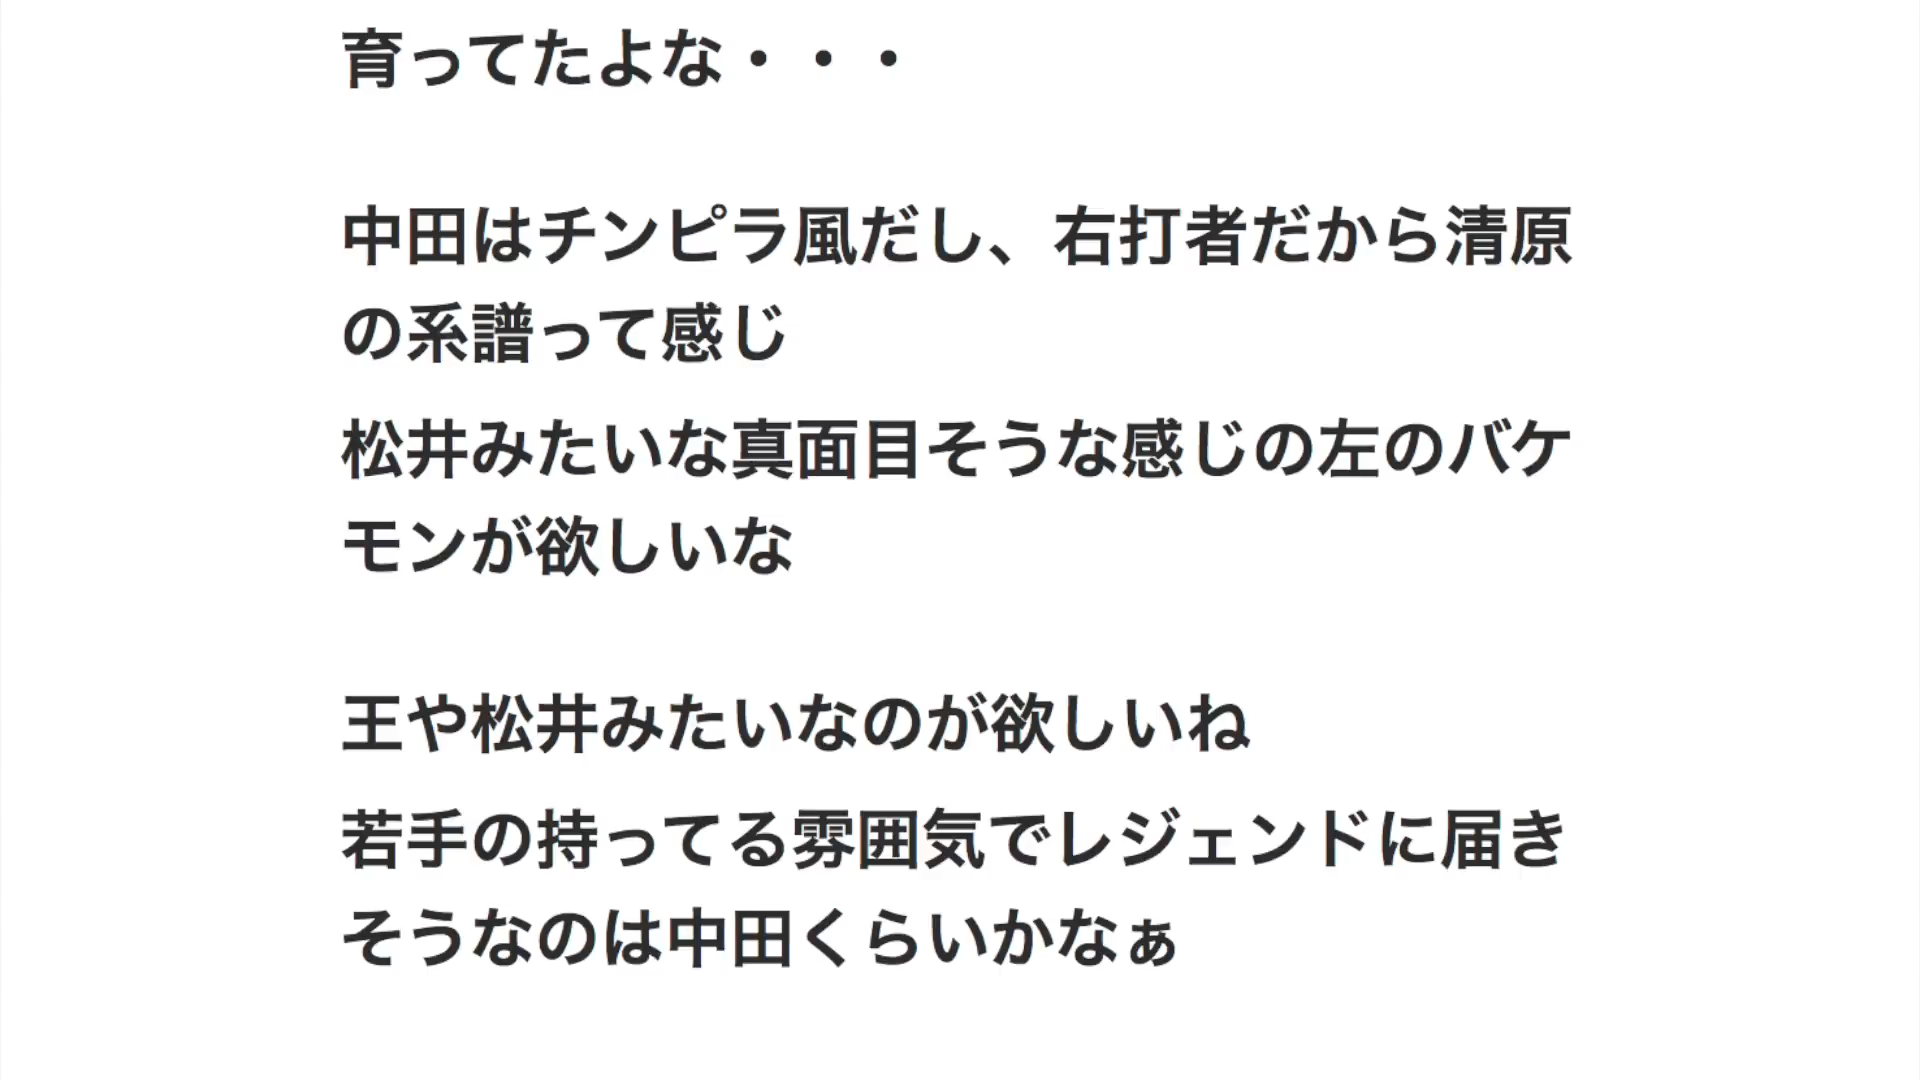 育ってたよな・・・
中田はチンピラ風だし、右打者だから清原
の系譜って感じ
松井みたいな真面目そうな感じの左のバケ
モンが欲しいな
王や松井みたいなのが欲しいね
若手の持ってる雰囲気でレジェンドに届き
そうなのは中田くらいかなぁ